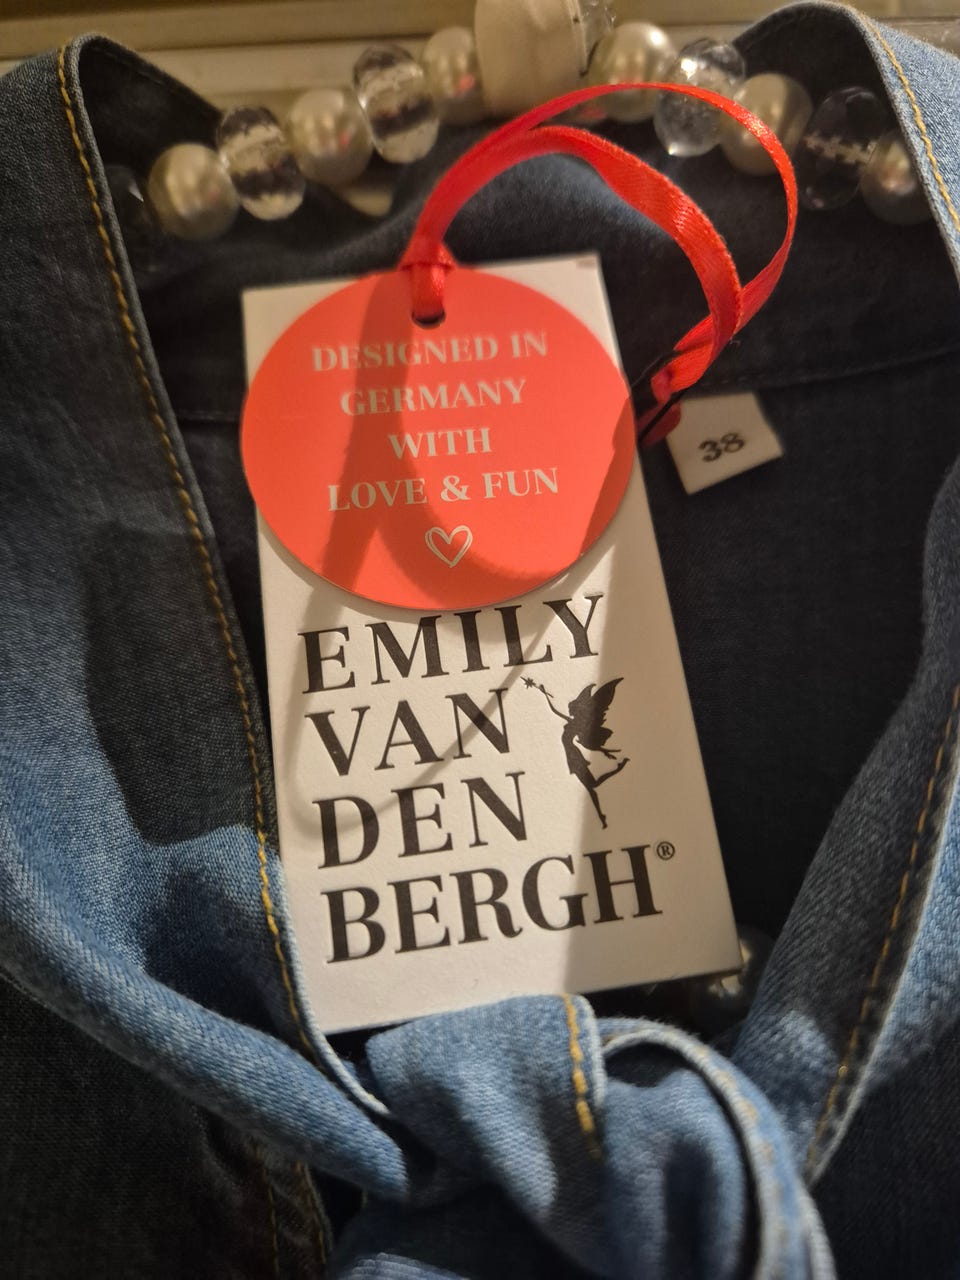 DESIGNED IN
GERMANY
WITH
LOVE & FUN
38
EMILY
VAN
DEN
BERGH®